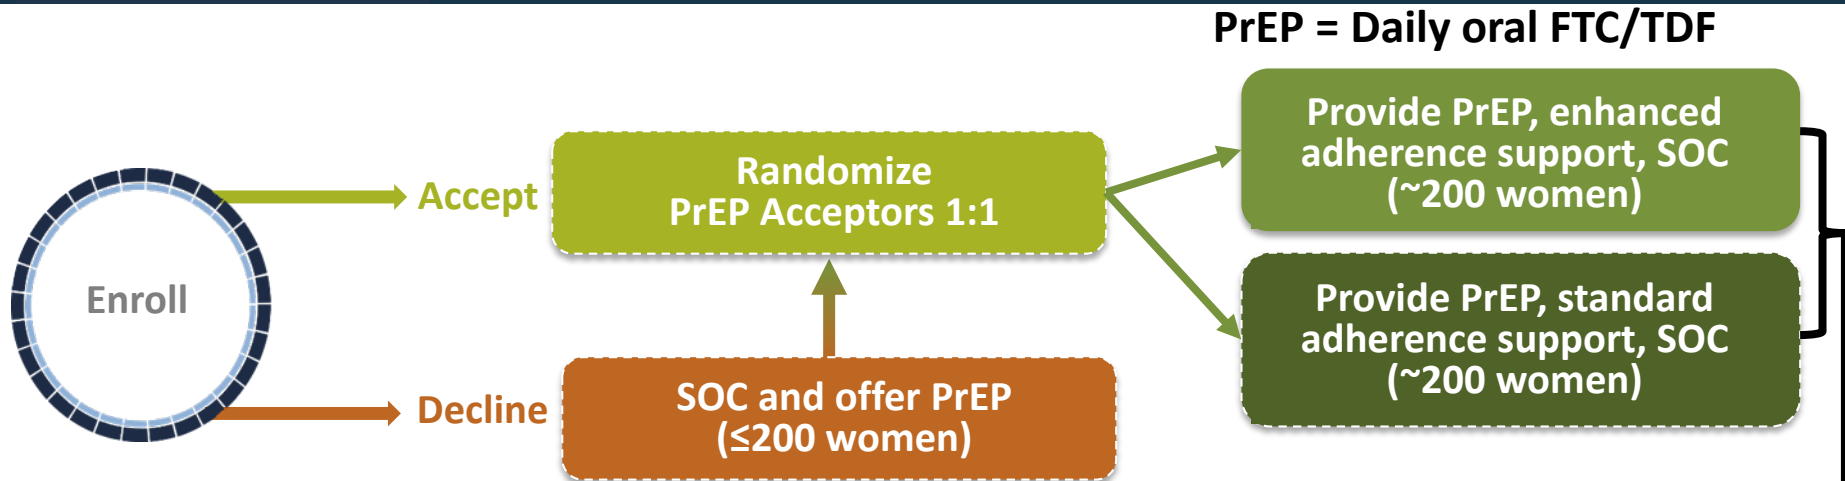 PrEP = Daily oral FTC/TDF
Enroll
Accept
Randomize
PrEP Acceptors 1:1
Provide PrEP, enhanced
adherence support, SOC
(~200 women)
Provide PrEP, standard
adherence support, SOC
(~200 women)
Decline
SOC and offer PrEP
(≤200 women)